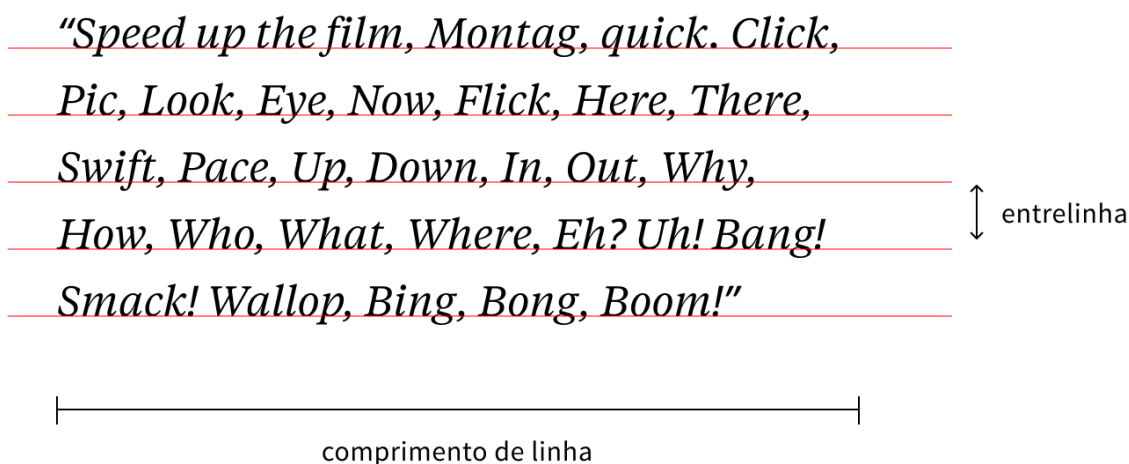 “Speed up the film, Montag, quick. Click,
Pic, Look, Eye, Now, Flick, Here, There,
Swift, Pace, Up, Down, In, Out, Why,
How, Who, What, Where, Eh? Uh! Bang!
Smack! Wallop, Bing, Bong, Boom!”
entrelinha
comprimento de linha